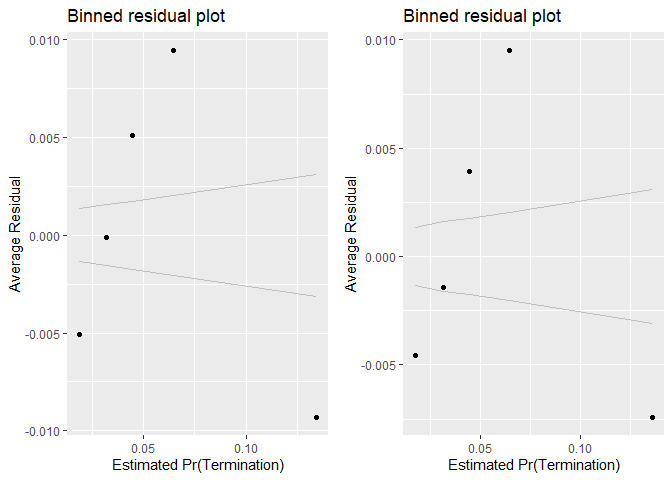 Binned residual plot
0.010
0.005
0.000
-0.005
-0.010
Average Residual
0.05
0.10
Estimated Pr(Termination)
Binned residual plot
0.010
0.005
0.000
-0.005
Average Residual
0.05
0.10
Estimated Pr(Termination)